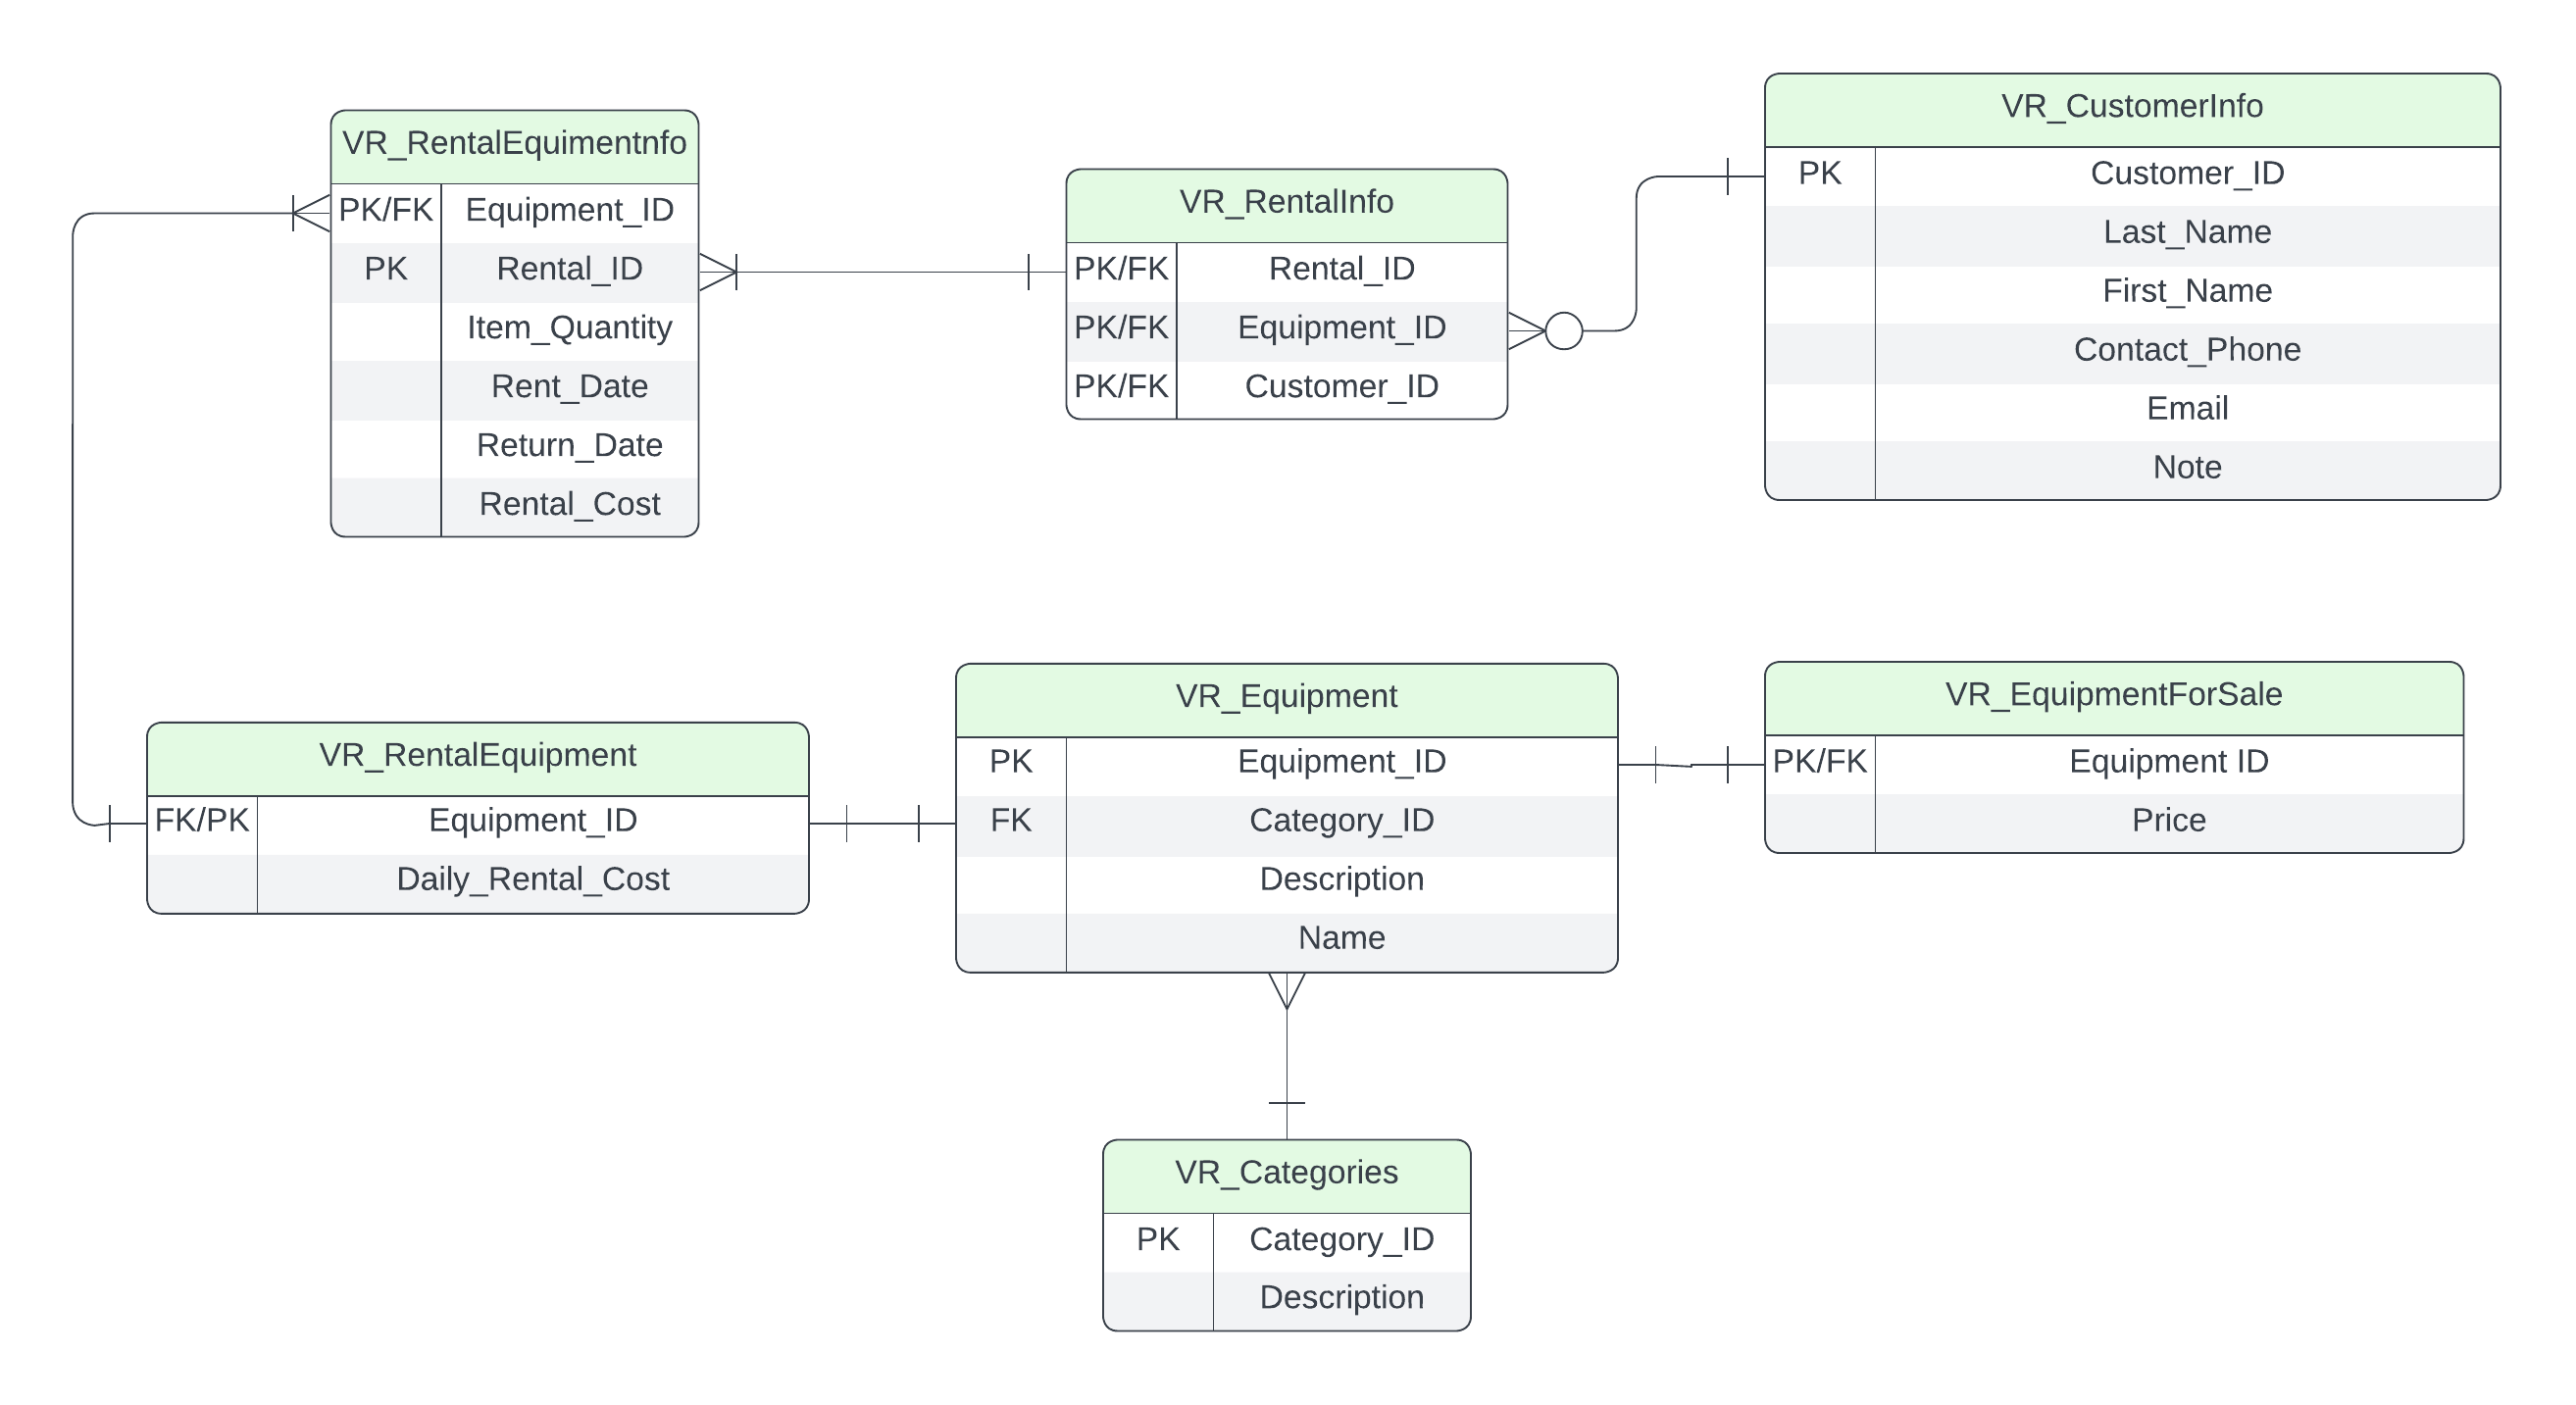 VR_RentalEquimentnfo
PK/FK Equipment_ID
PK Rental_ID
Item_Quantity
Rent_Date
Return_Date
Rental_Cost
VR_RentalInfo
PK/FK Rental_ID
PK/FK Equipment_ID
PK/FK Customer_ID
VR_CustomerInfo
PK Customer_ID
Last_Name
First_Name
Contact_Phone
Email
Note
VR_RentalEquipment
FK/PK Equipment_ID
Daily_Rental_Cost
VR_Equipment
PK Equipment_ID
FK Category_ID
Description
Name
VR_EquipmentForSale
PK/FK Equipment ID
Price
VR_Categories
PK Category_ID
Description